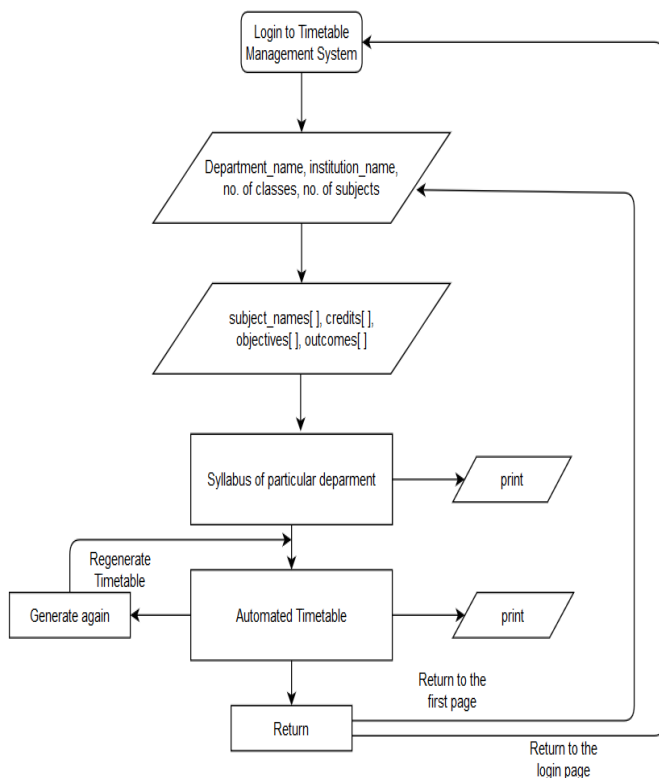 Login to Timetable
Management System
Department_name, institution_name,
no. of classes, no. of subjects
subject_names[ ], credits[ ],
objectives[ ], outcomes[ ]
Syllabus of particular deparment
print
Regenerate
Timetable
Generate again
Automated Timetable
print
Return to the
first page
Return
Return to the
login page